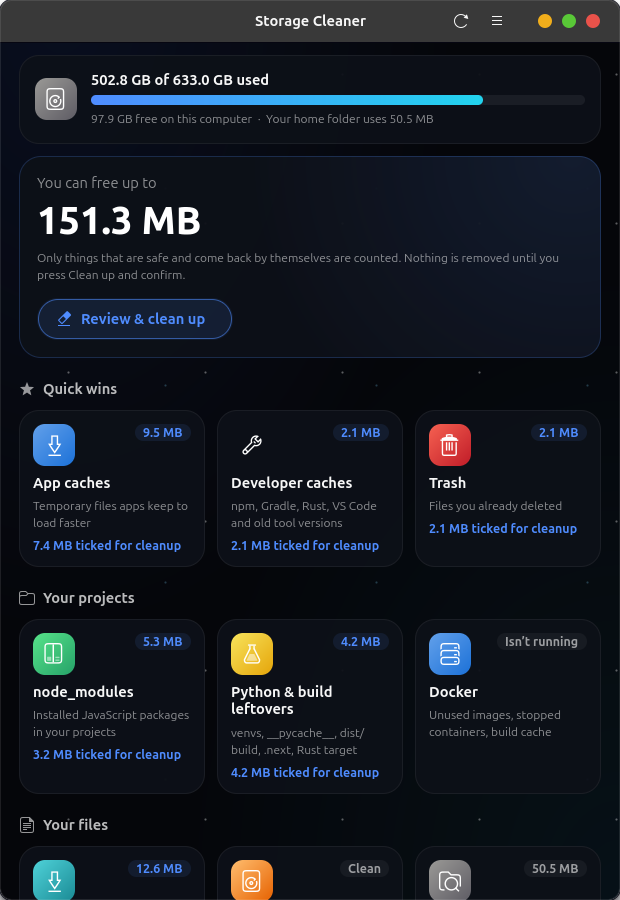 Storage Cleaner
502.8 GB of 633.0 GB used
97.9 GB free on this computer · Your home folder uses 50.5 MB
You can free up to
151.3 MB
Only things that are safe and come back by themselves are counted. Nothing is removed until you
press Clean up and confirm.
Review & clean up
Quick wins
9.5 MB
App caches
Temporary files apps keep to
load faster
7.4 MB ticked for cleanup
2.1 MB
Developer caches
npm, Gradle, Rust, VS Code
and old tool versions
2.1 MB ticked for cleanup
2.1 MB
Trash
Files you already deleted
2.1 MB ticked for cleanup
Your projects
5.3 MB
node_modules
Installed JavaScript packages
in your projects
3.2 MB ticked for cleanup
4.2 MB
Python & build
leftovers
venvs, __pycache__, dist/
build, .next, Rust target
4.2 MB ticked for cleanup
Isn’t running
Docker
Unused images, stopped
containers, build cache
Your files
12.6 MB
Clean
50.5 MB